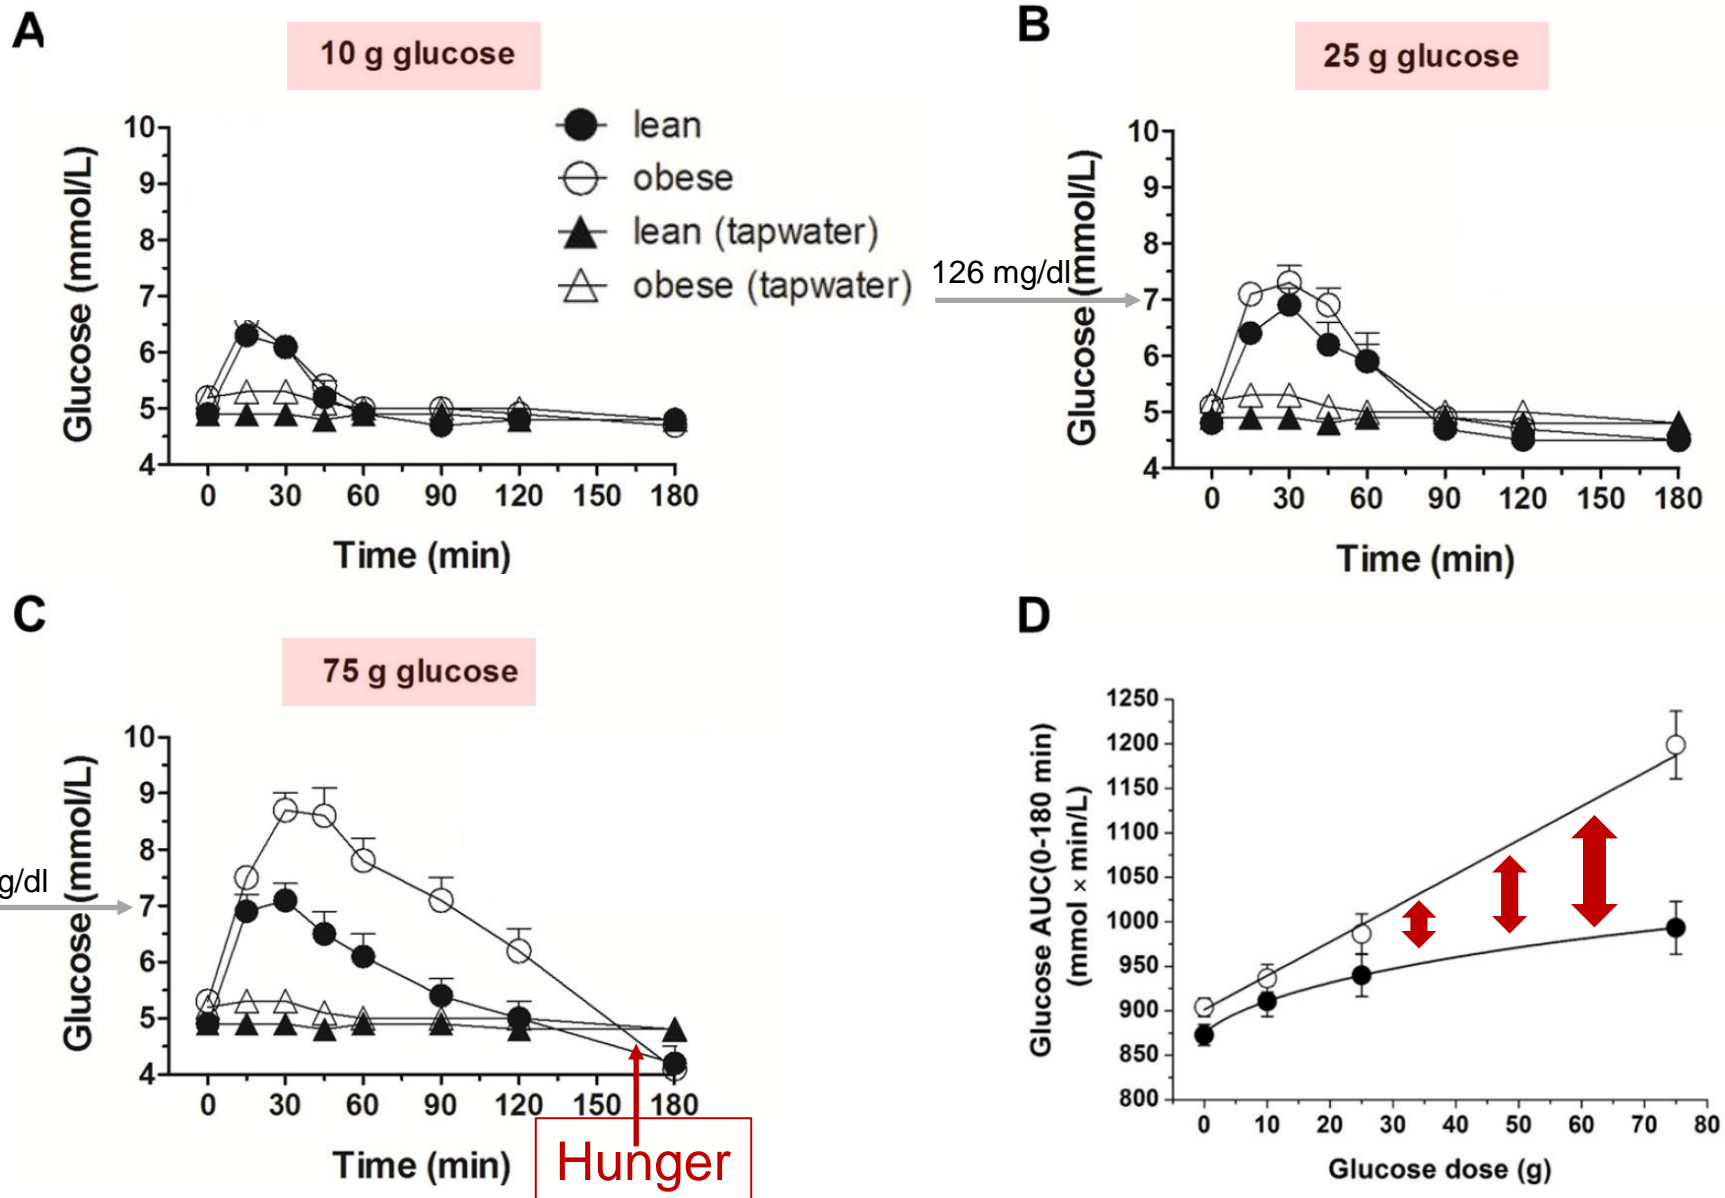 A
10 g glucose
10
9
8
7
6
5
4
Glucose (mmol/L)
0 30 60 90 120 150 180
Time (min)
lean
obese
lean (tapwater)
obese (tapwater)
B
25 g glucose
126 mg/dl
10
9
8
7
6
5
4
Glucose (mmol/L)
0 30 60 90 120 150 180
Time (min)
C
75 g glucose
g/dl
10
9
8
7
6
5
4
Glucose (mmol/L)
0 30 60 90 120 150 180
Time (min)
Hunger
D
1250
1200
1150
1100
1050
1000
950
900
850
800
Glucose AUC(0-180 min)
(mmol × min/L)
0 10 20 30 40 50 60 70 80
Glucose dose (g)